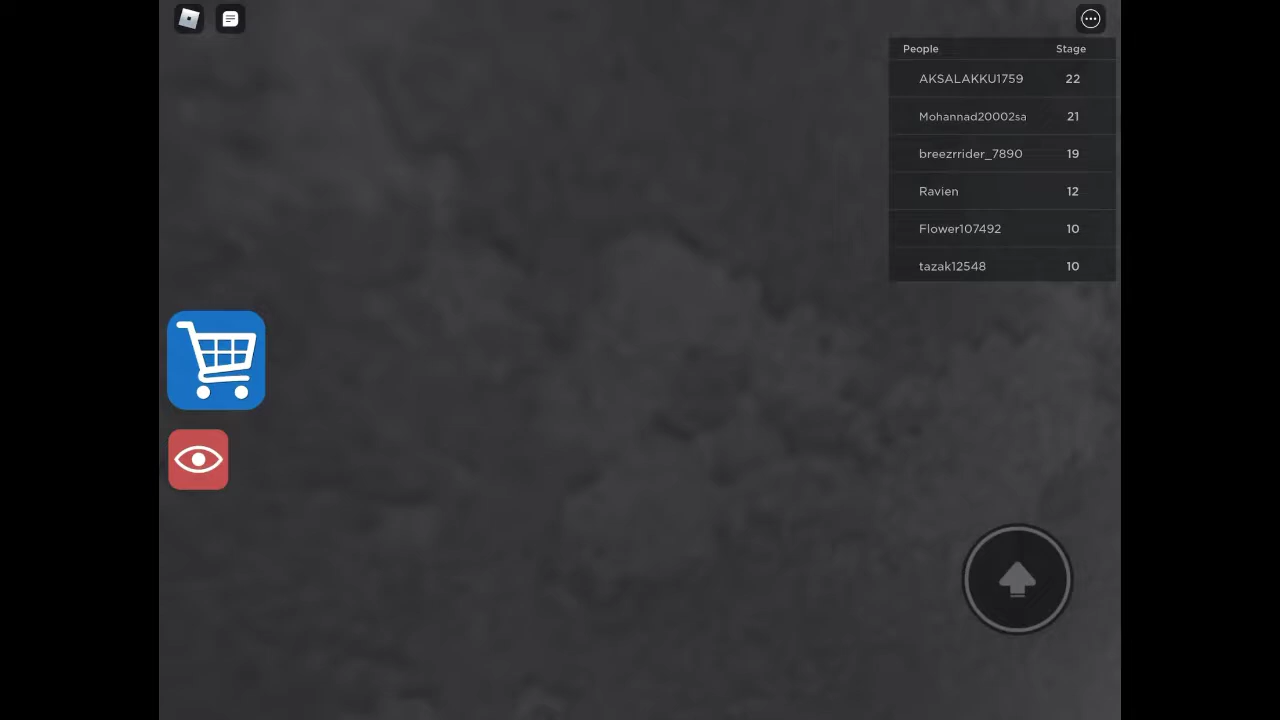 People Stage
AKSALAKKU1759 22
Mohannad20002sa 21
breezrrider_7890 19
Ravien 12
Flower107492 10
tazak12548 10